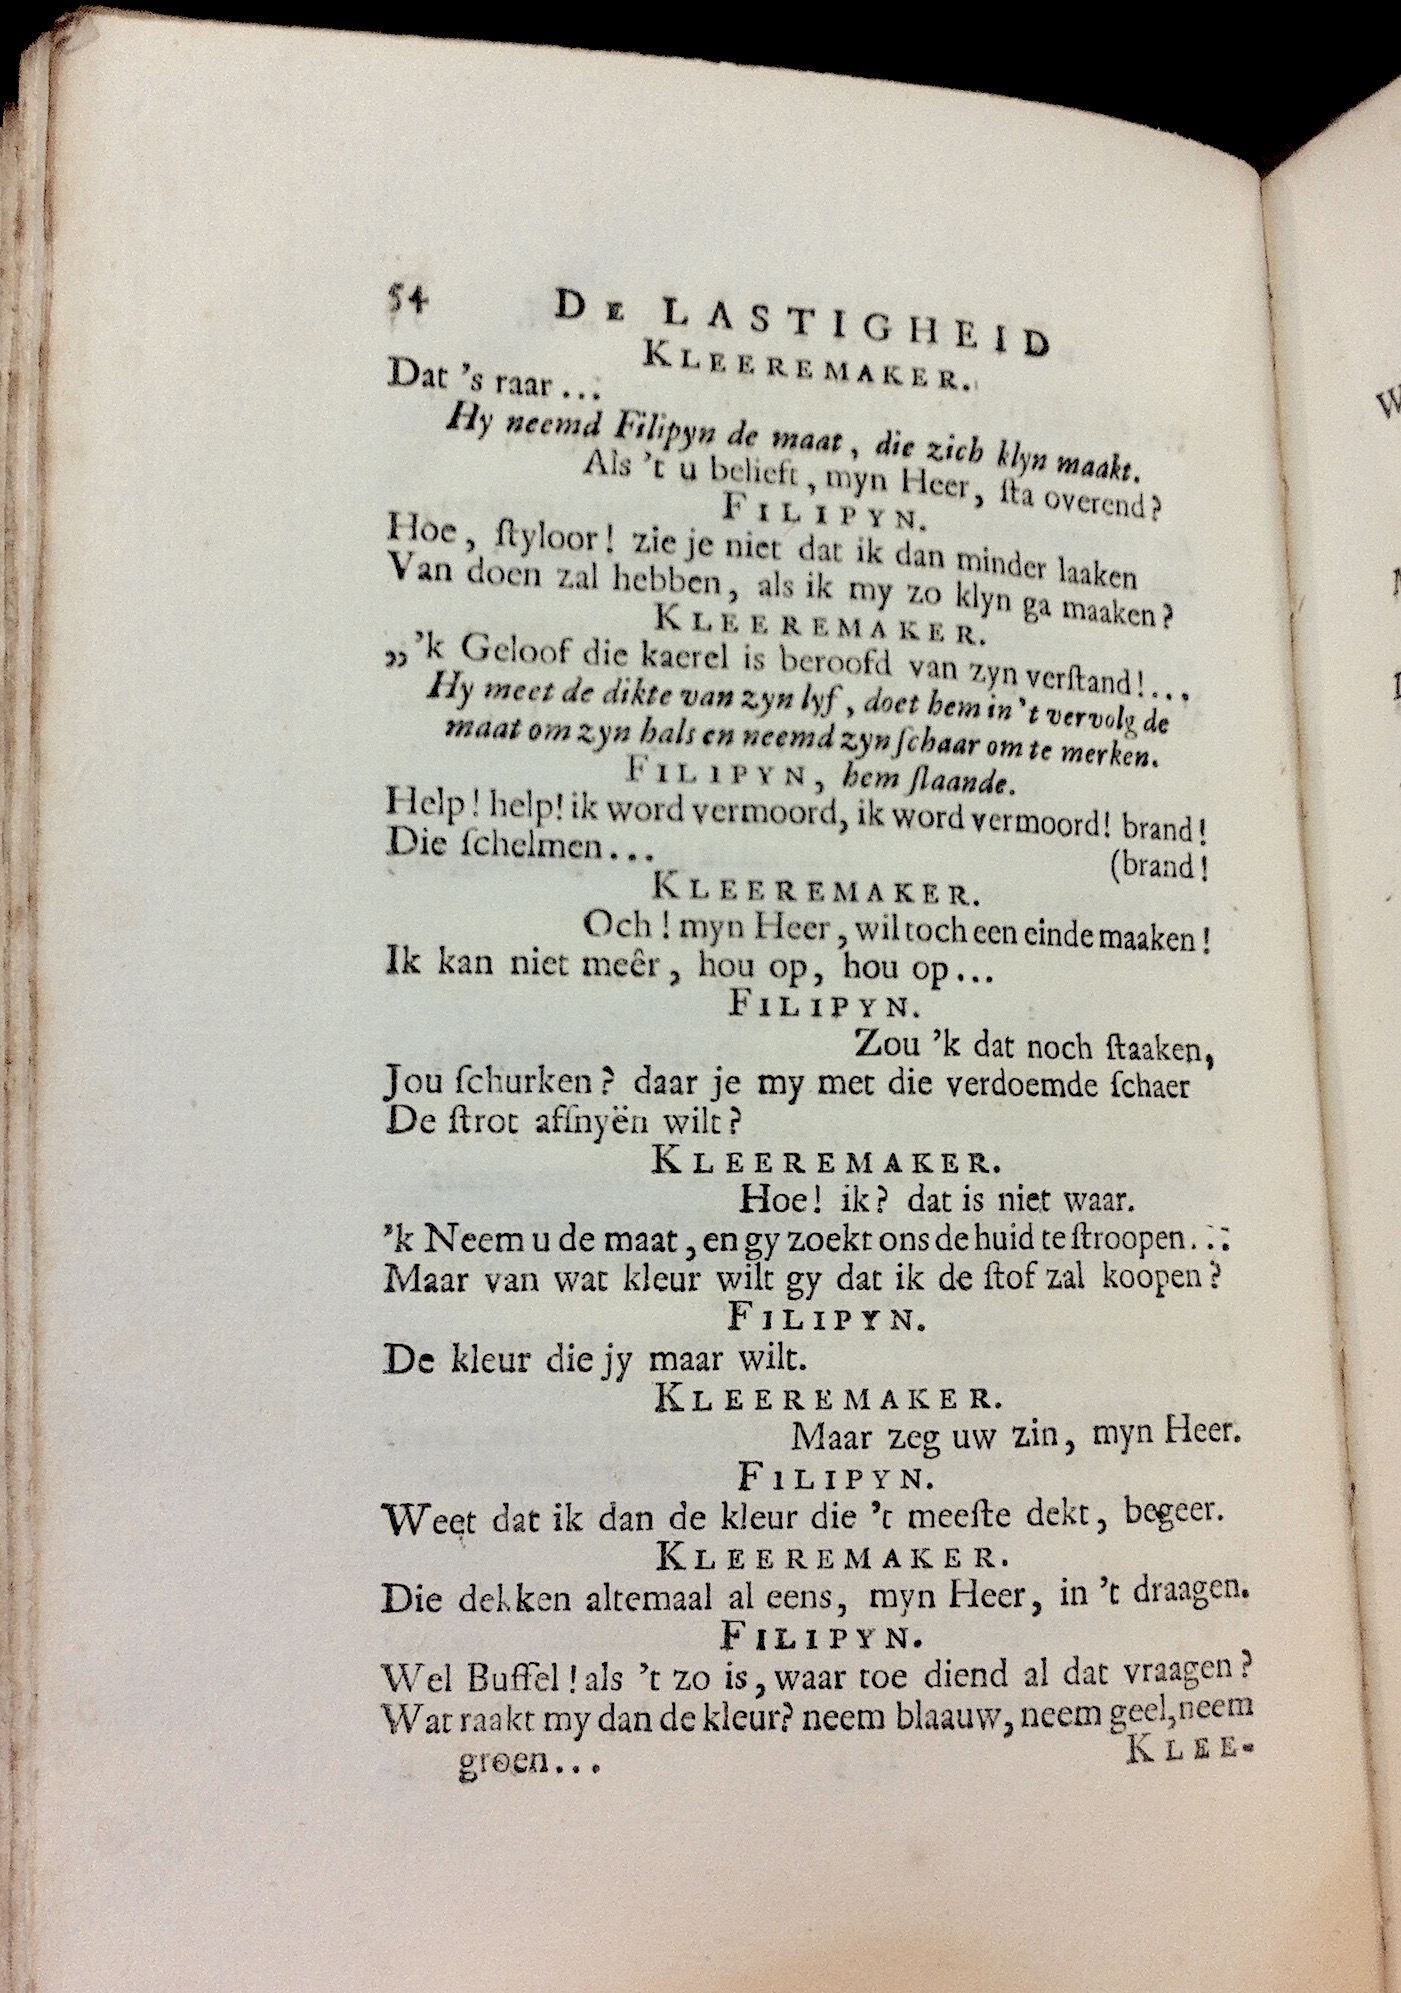 54 DE LASTIGHEID
KLEEREMAKER.
Dat 's raar...
Hy neemd Filipyn de maat, die zich klyn maakt.
Als 't u belieft, myn Heer, ſta overend?
FILIPYN.
Hoe, ſtyloor! zie je niet dat ik dan minder laaken
Van doen zal hebben, als ik my zo klyn ga maaken?
KLEEREMAKER.
„'k Geloof die kaerel is beroofd van zyn verſtand!...
Hy meet de dikte van zyn lyf, doet hem in't vervolg de
maat om zyn hals en neemd zyn ſchaar om te merken.
FILIPYN, hem ſlaande.
Help! help! ik word vermoord, ik word vermoord! brand!
Die ſchelmen... (brand!
KLEEREMAKER.
Och! myn Heer, wil toch een einde maaken!
Ik kan niet meêr, hou op, hou op...
FILIPYN.
Zou 'k dat noch ſtaaken,
Jou ſchurken? daar je my met die verdoemde ſchaer
De ſtrot afſnyën wilt?
KLEEREMAKER.
Hoe! ik? dat is niet waar.
'k Neem u de maat, en gy zoekt ons de huid te ſtroopen...
Maar van wat kleur wilt gy dat ik de ſtof zal koopen?
FILIPYN.
De kleur die jy maar wilt.
KLEEREMAKER.
Maar zeg uw zin, myn Heer.
FILIPYN.
Weet dat ik dan de kleur die 't meeſte dekt, begeer.
KLEEREMAKER.
Die dekken altemaal al eens, myn Heer, in 't draagen.
FILIPYN.
Wel Buffel! als 't zo is, waar toe diend al dat vraagen?
Wat raakt my dan de kleur? neem blaauw, neem geel, neem
groen... KLEE-